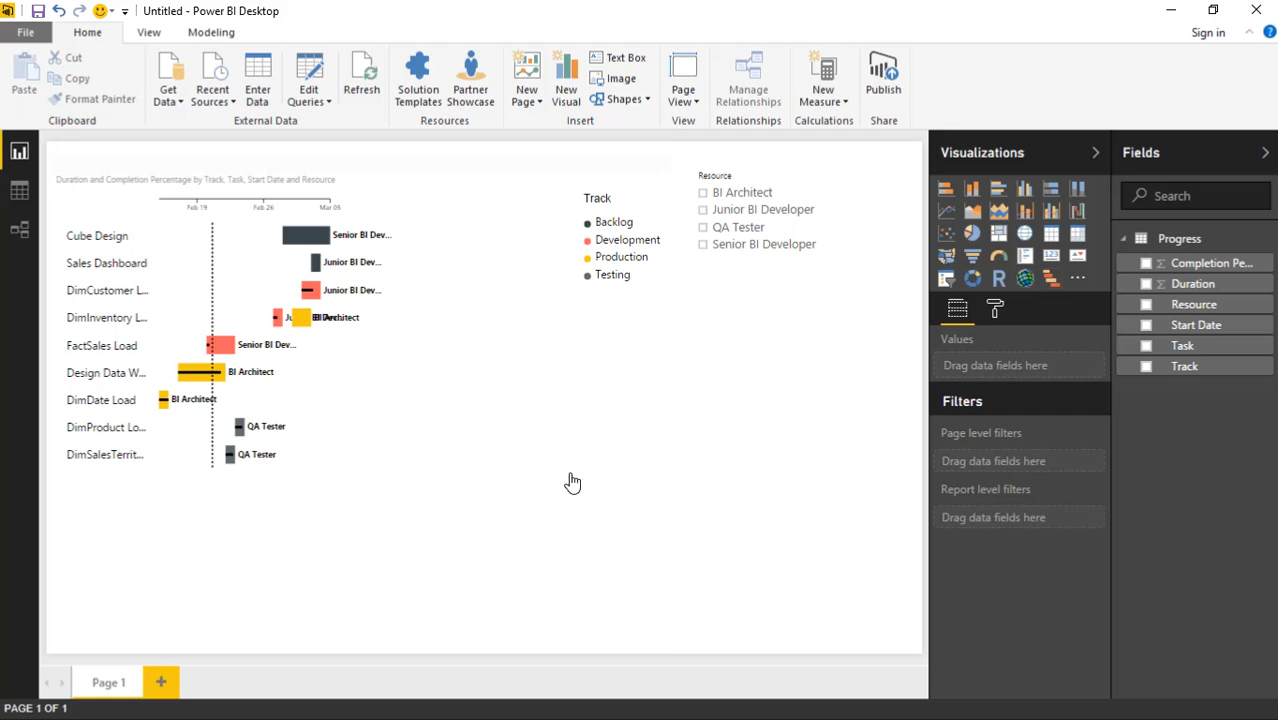 Untitled - Power BI Desktop
File Home View Modeling Sign in
Paste Cut
Copy
Format Painter
Clipboard
Get Data Recent Sources Enter Data Edit Queries
External Data
Refresh
Solution Templates Partner Showcase
Resources
New Page New Visual Text Box
Image
Shapes
Insert
Page View
View
Manage Relationships
Relationships
New Measure
Calculations
Publish
Share
Duration and Completion Percentage by Track, Task, Start Date and Resource
Feb 19 Feb 26 Mar 05
Cube Design Senior BI Dev...
Sales Dashboard Junior BI Dev...
DimCustomer L... Junior BI Dev...
DimInventory L... BI Architect
FactSales Load Senior BI Dev...
Design Data W... BI Architect
DimDate Load BI Architect
DimProduct Lo... QA Tester
DimSalesTerrit... QA Tester
Track
Backlog
Development
Production
Testing
Resource
BI Architect
Junior BI Developer
QA Tester
Senior BI Developer
Visualizations
R
Values
Drag data fields here
Filters
Page level filters
Drag data fields here
Report level filters
Drag data fields here
Fields
Search
Progress
Completion Pe...
Duration
Resource
Start Date
Task
Track
Page 1
PAGE 1 OF 1